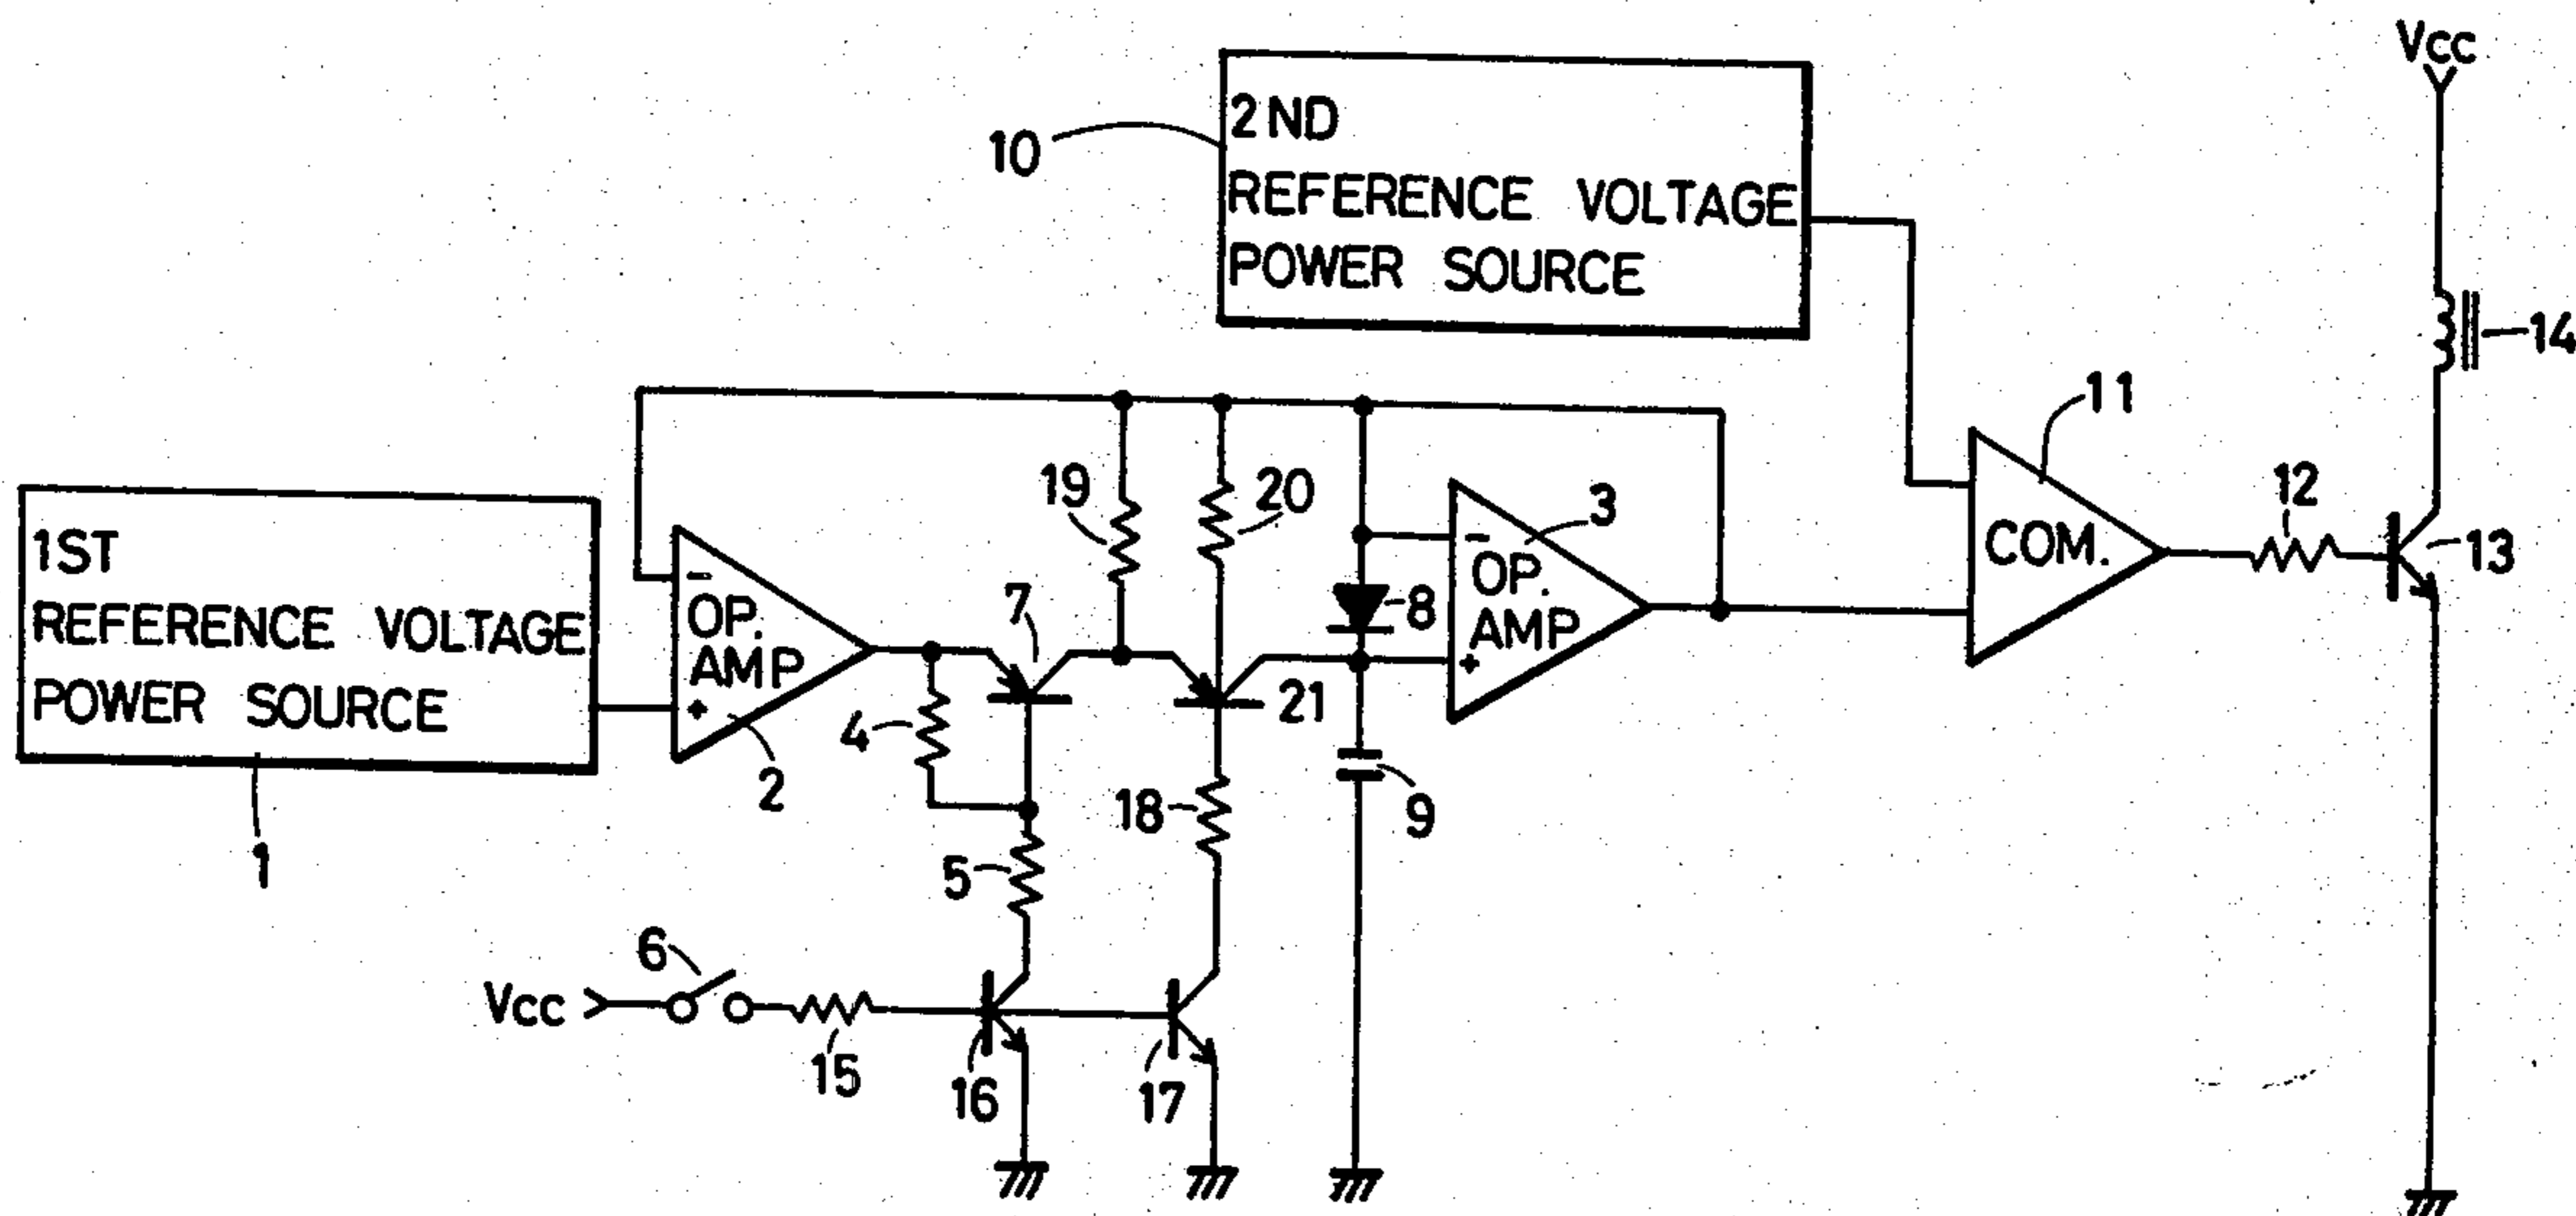 Vcc
2ND
REFERENCE VOLTAGE
POWER SOURCE
10
14
11
19
20
3
12
1ST
REFERENCE VOLTAGE
POWER SOURCE
-
OP.
AMP
+
7
-
OP.
AMP
+
8
COM.
13
4
2
21
18
9
5
1
6
Vcc
15
16
17